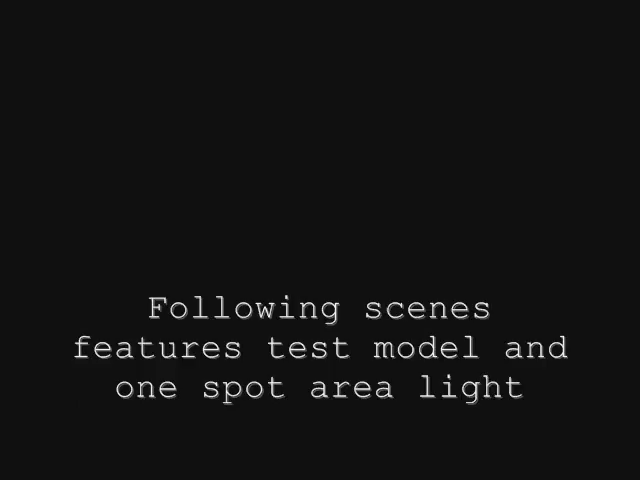 Following scenes
features test model and
one spot area light